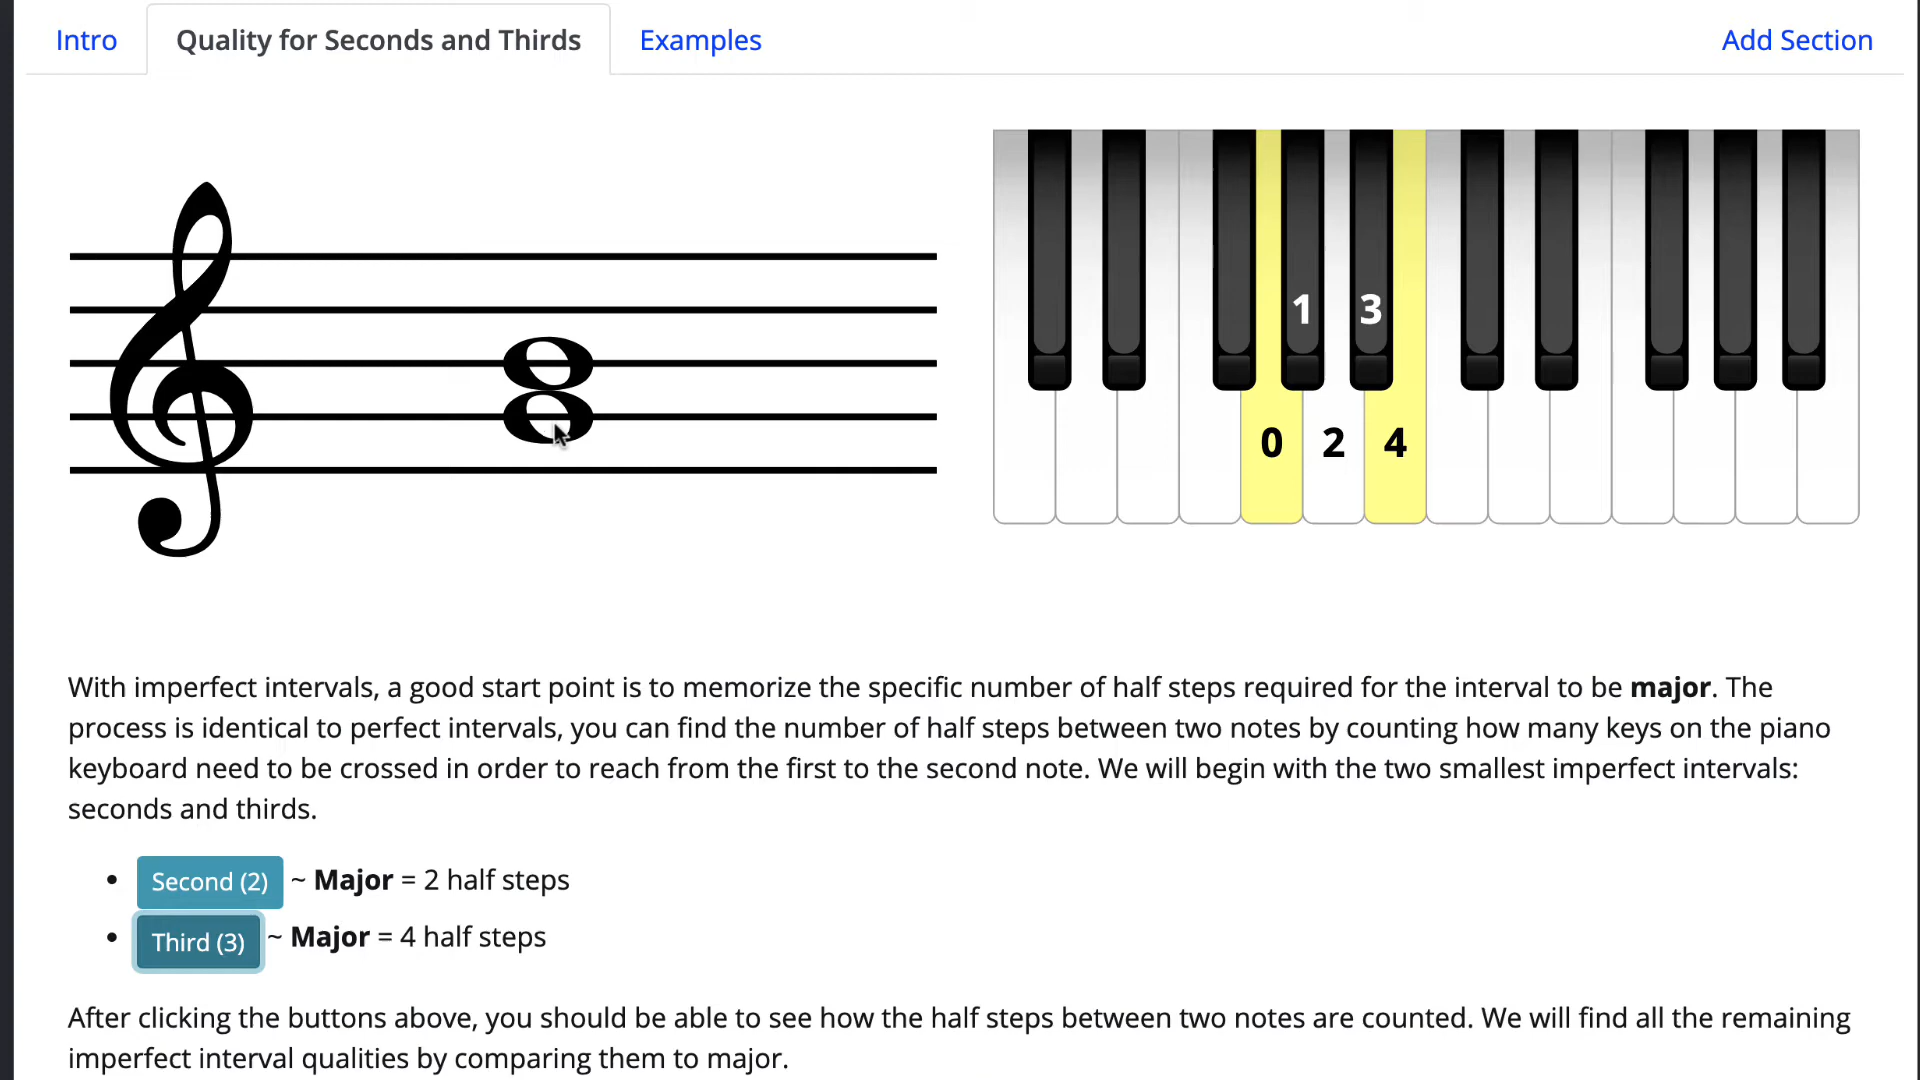 Intro Quality for Seconds and Thirds Examples Add Section
1 3
0 2 4
With imperfect intervals, a good start point is to memorize the specific number of half steps required for the interval to be major. The
process is identical to perfect intervals, you can find the number of half steps between two notes by counting how many keys on the piano
keyboard need to be crossed in order to reach from the first to the second note. We will begin with the two smallest imperfect intervals:
seconds and thirds.
• Second (2) ~ Major = 2 half steps
• Third (3) ~ Major = 4 half steps
After clicking the buttons above, you should be able to see how the half steps between two notes are counted. We will find all the remaining
imperfect interval qualities by comparing them to major.